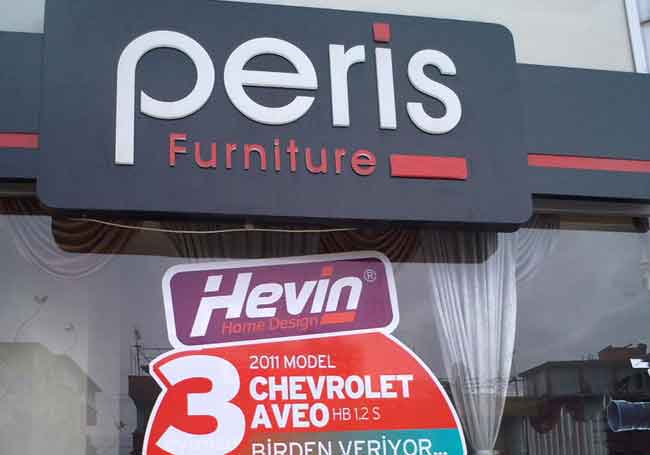 peris
Furniture
Hevin®
Home Design
3
2011 MODEL
CHEVROLET
AVEO HB 1.2 S
BİRDEN VERİYOR...